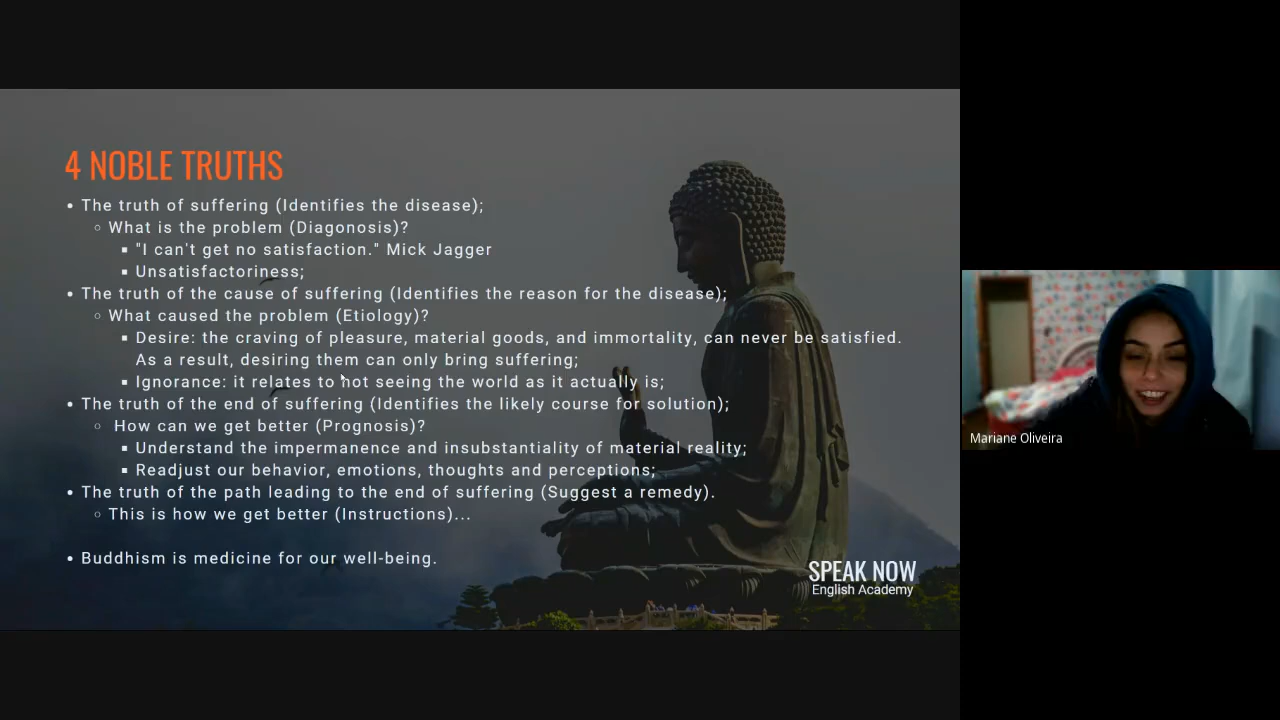 4 NOBLE TRUTHS
• The truth of suffering (Identifies the disease);
◦ What is the problem (Diagonosis)?
▪ "I can't get no satisfaction." Mick Jagger
▪ Unsatisfactoriness;
• The truth of the cause of suffering (Identifies the reason for the disease);
◦ What caused the problem (Etiology)?
▪ Desire: the craving of pleasure, material goods, and immortality, can never be satisfied.
As a result, desiring them can only bring suffering;
▪ Ignorance: it relates to not seeing the world as it actually is;
• The truth of the end of suffering (Identifies the likely course for solution);
◦ How can we get better (Prognosis)?
▪ Understand the impermanence and insubstantiality of material reality;
▪ Readjust our behavior, emotions, thoughts and perceptions;
• The truth of the path leading to the end of suffering (Suggest a remedy).
◦ This is how we get better (Instructions)...
• Buddhism is medicine for our well-being.
SPEAK NOW
English Academy
Mariane Oliveira